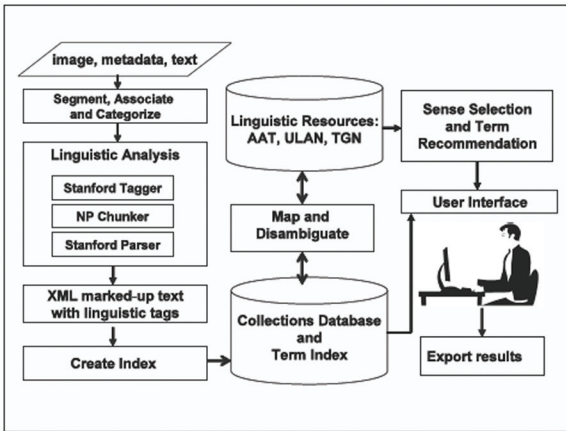 image, metadata, text
Segment, Associate
and Categorize
Linguistic Analysis
Stanford Tagger
NP Chunker
Stanford Parser
XML marked-up text
with linguistic tags
Create Index
Linguistic Resources:
AAT, ULAN, TGN
Map and
Disambiguate
Collections Database
and
Term Index
Sense Selection
and Term
Recommendation
User Interface
Export results